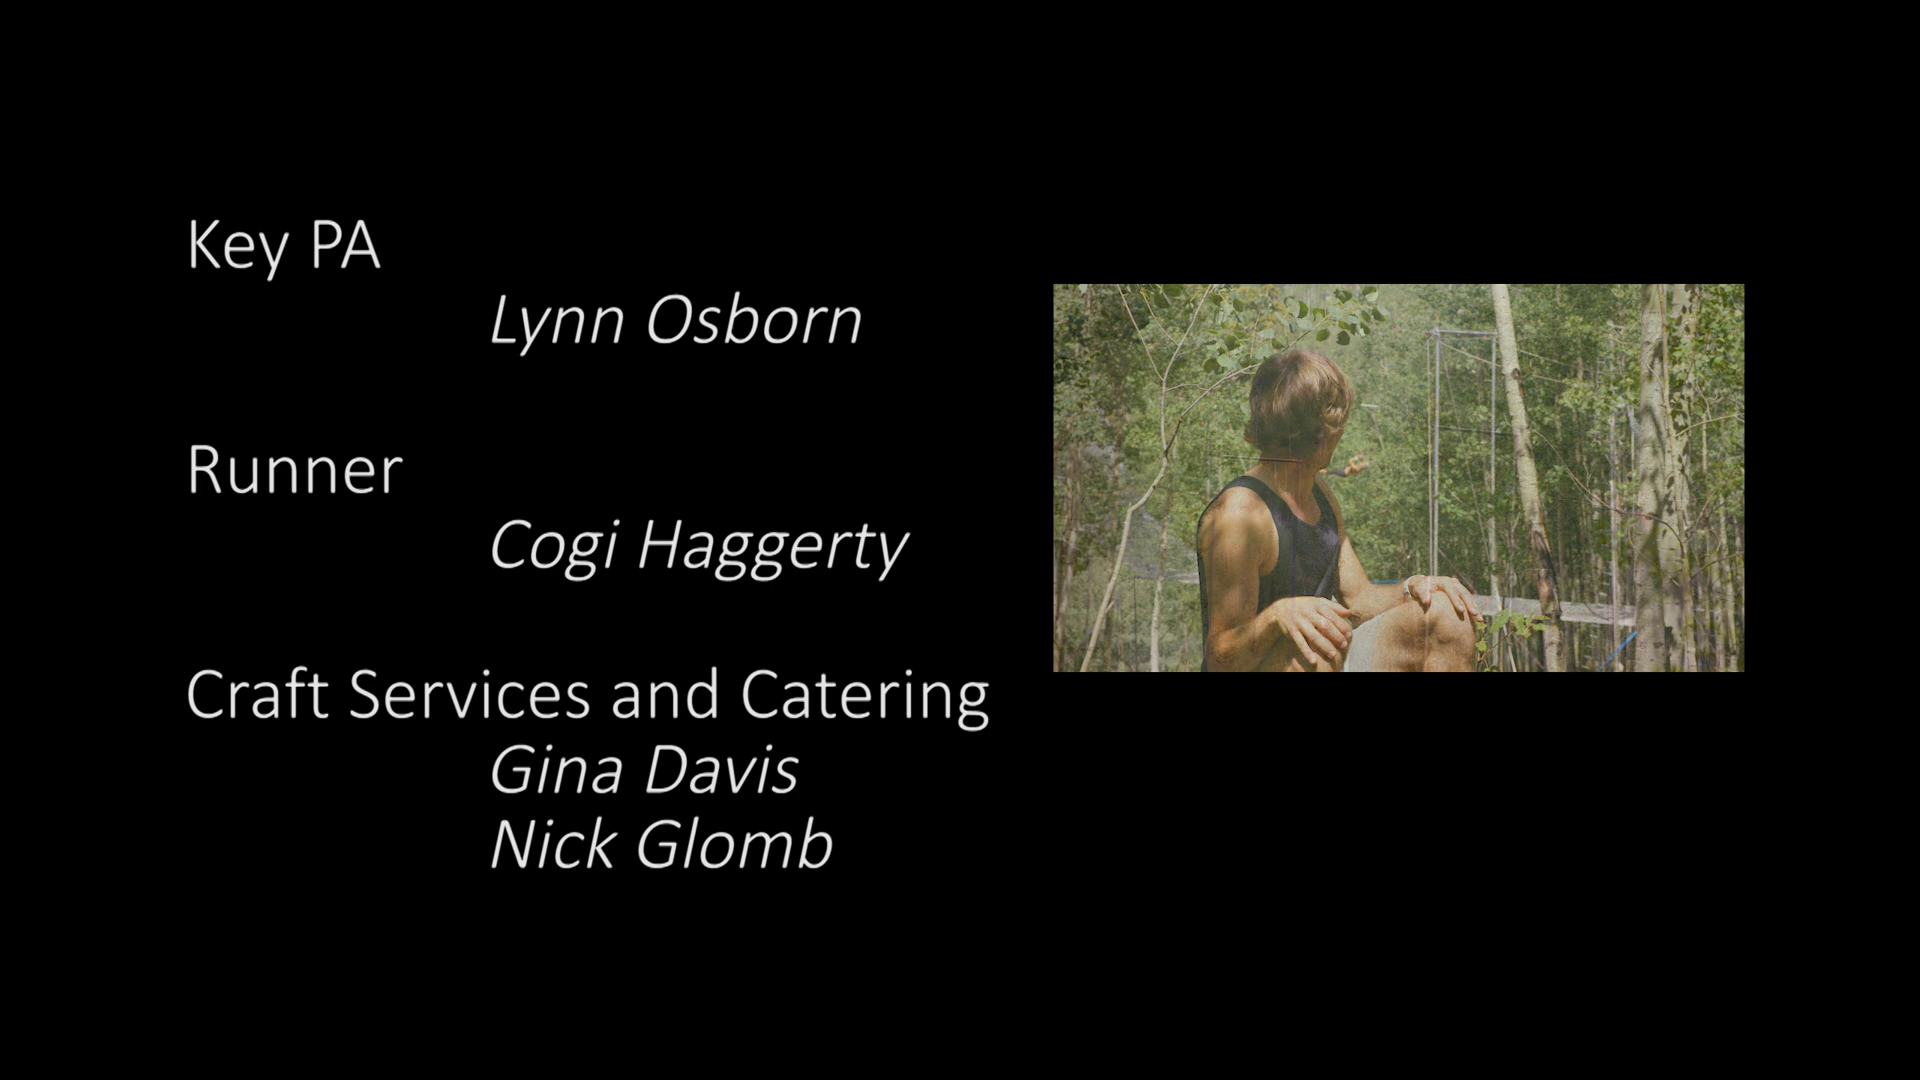 Key PA
Lynn Osborn
Runner
Cogi Haggerty
Craft Services and Catering
Gina Davis
Nick Glomb